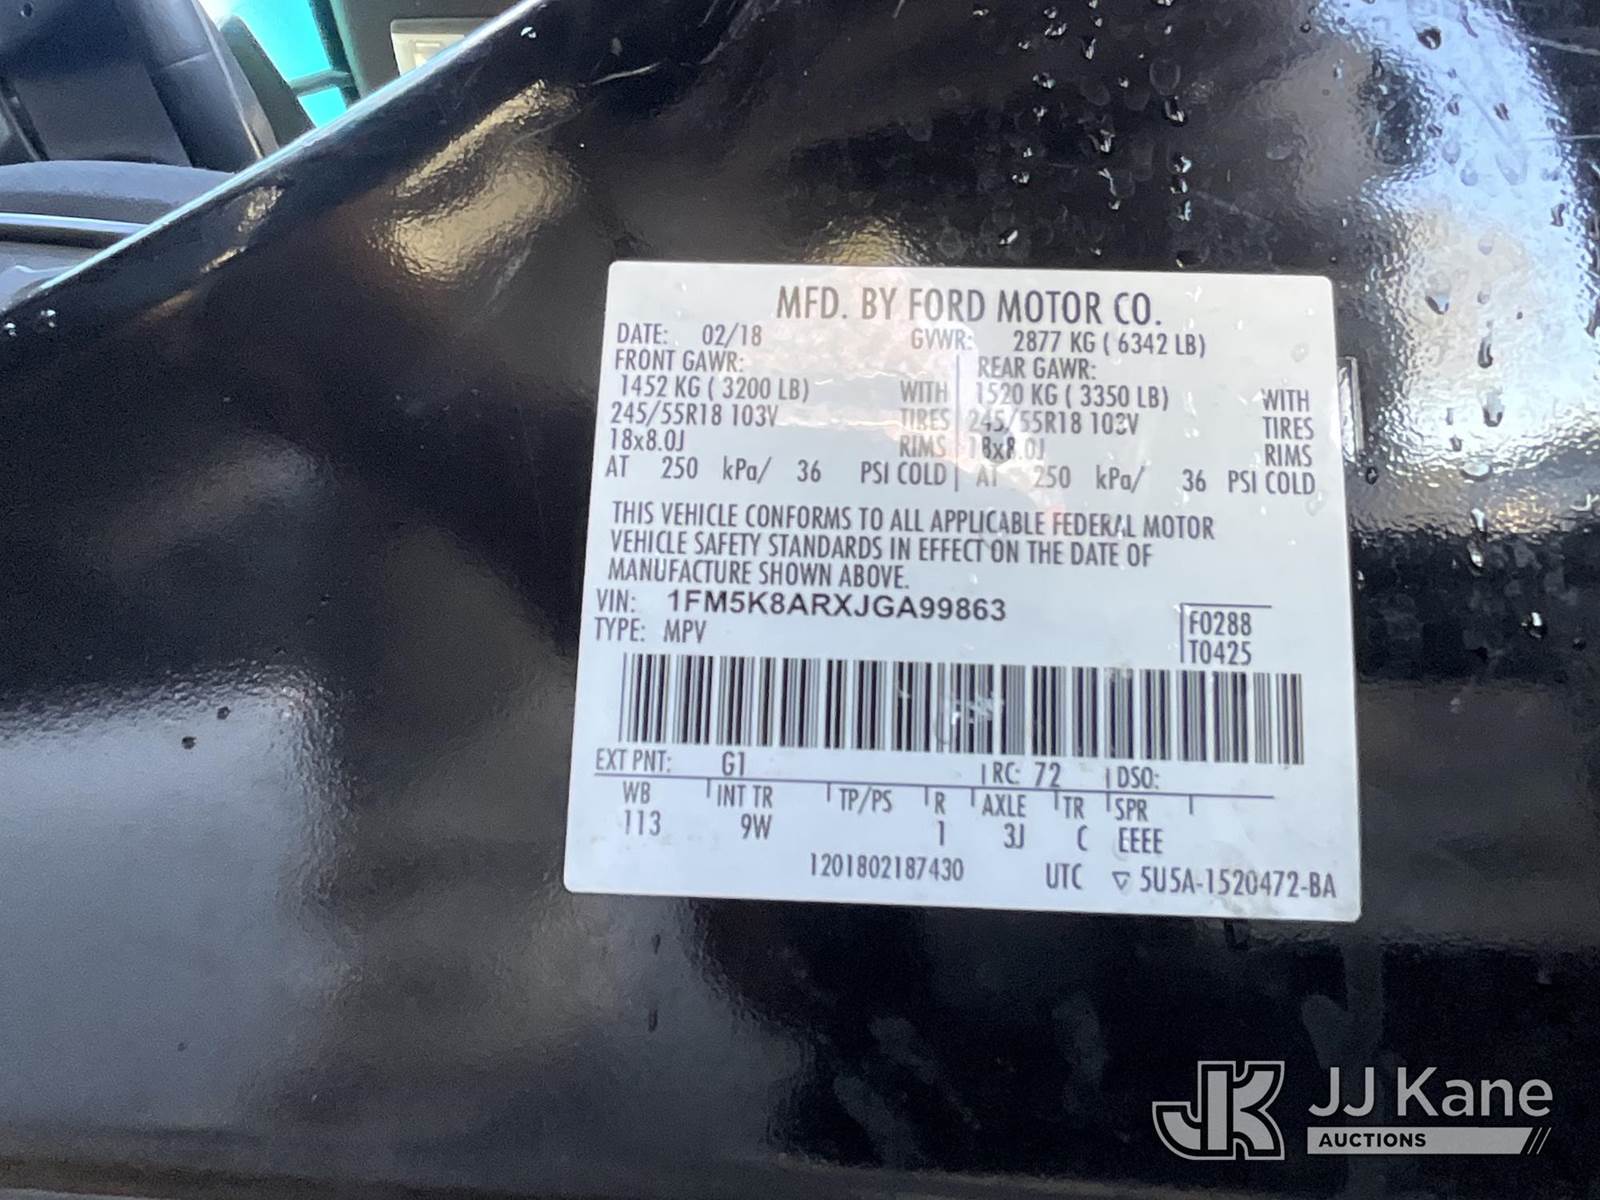 MFD. BY FORD MOTOR CO.
DATE: 02/18 GVWR: 2877 KG ( 6342 LB)
FRONT GAWR: REAR GAWR:
1452 KG ( 3200 LB) WITH 1520 KG ( 3350 LB) WITH
245/55R18 103V TIRES 245/55R18 103V TIRES
18x8.0J RIMS 18x8.0J RIMS
AT 250 kPa/ 36 PSI COLD AT 250 kPa/ 36 PSI COLD
THIS VEHICLE CONFORMS TO ALL APPLICABLE FEDERAL MOTOR
VEHICLE SAFETY STANDARDS IN EFFECT ON THE DATE OF
MANUFACTURE SHOWN ABOVE.
VIN: 1FM5K8ARXJGA99863
TYPE: MPV
F0288
T0425
EXT PNT: G1 RC: 72 DSO:
WB INT TR TP/PS R AXLE TR SPR
113 9W 1 3J C EEEE
1201802187430 UTC ▽ 5U5A-1520472-BA
JK JJ Kane
AUCTIONS